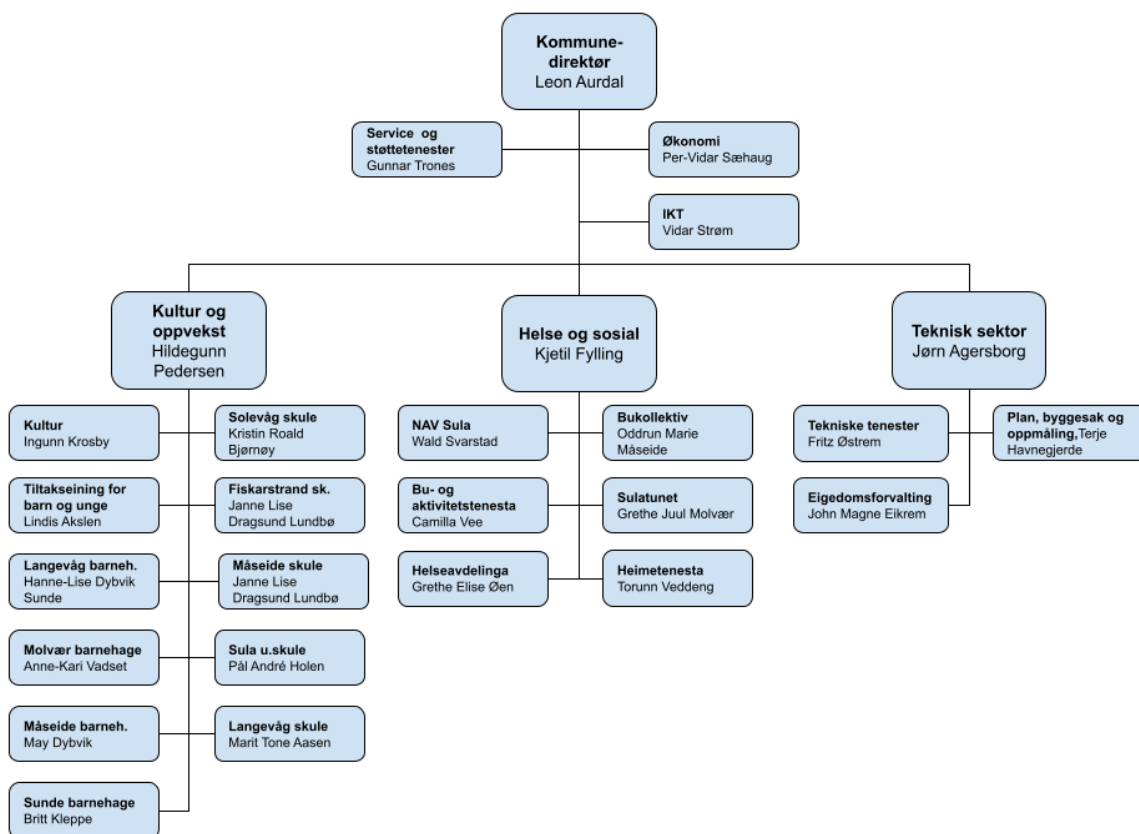 Kommune-
direktør
Leon Aurdal
Service og
støttetenester
Gunnar Trones
Økonomi
Per-Vidar Sæhaug
IKT
Vidar Strøm
Kultur og
oppvekst
Hildegunn
Pedersen
Helse og sosial
Kjetil Fylling
Teknisk sektor
Jørn Agersborg
Kultur
Ingunn Krosby
Solevåg skule
Kristin Roald
Bjørnøy
Tiltakseining for
barn og unge
Lindis Akslen
Fiskarstrand sk.
Janne Lise
Dragsund Lundbø
Langevåg barneh.
Hanne-Lise Dybvik
Sunde
Måseide skule
Janne Lise
Dragsund Lundbø
Molvær barnehage
Anne-Kari Vadset
Sula u.skule
Pål André Holen
Måseide barneh.
May Dybvik
Langevåg skule
Marit Tone Aasen
Sunde barnehage
Britt Kleppe
NAV Sula
Wald Svarstad
Bukollektiv
Oddrun Marie
Måseide
Bu- og
aktivitetstenesta
Camilla Vee
Sulatunet
Grethe Juul Molvær
Helseavdelinga
Grethe Elise Øen
Heimetenesta
Torunn Veddeng
Tekniske tenester
Fritz Østrem
Plan, byggesak og
oppmåling,Terje
Havnegjerde
Eigedomsforvalting
John Magne Eikrem